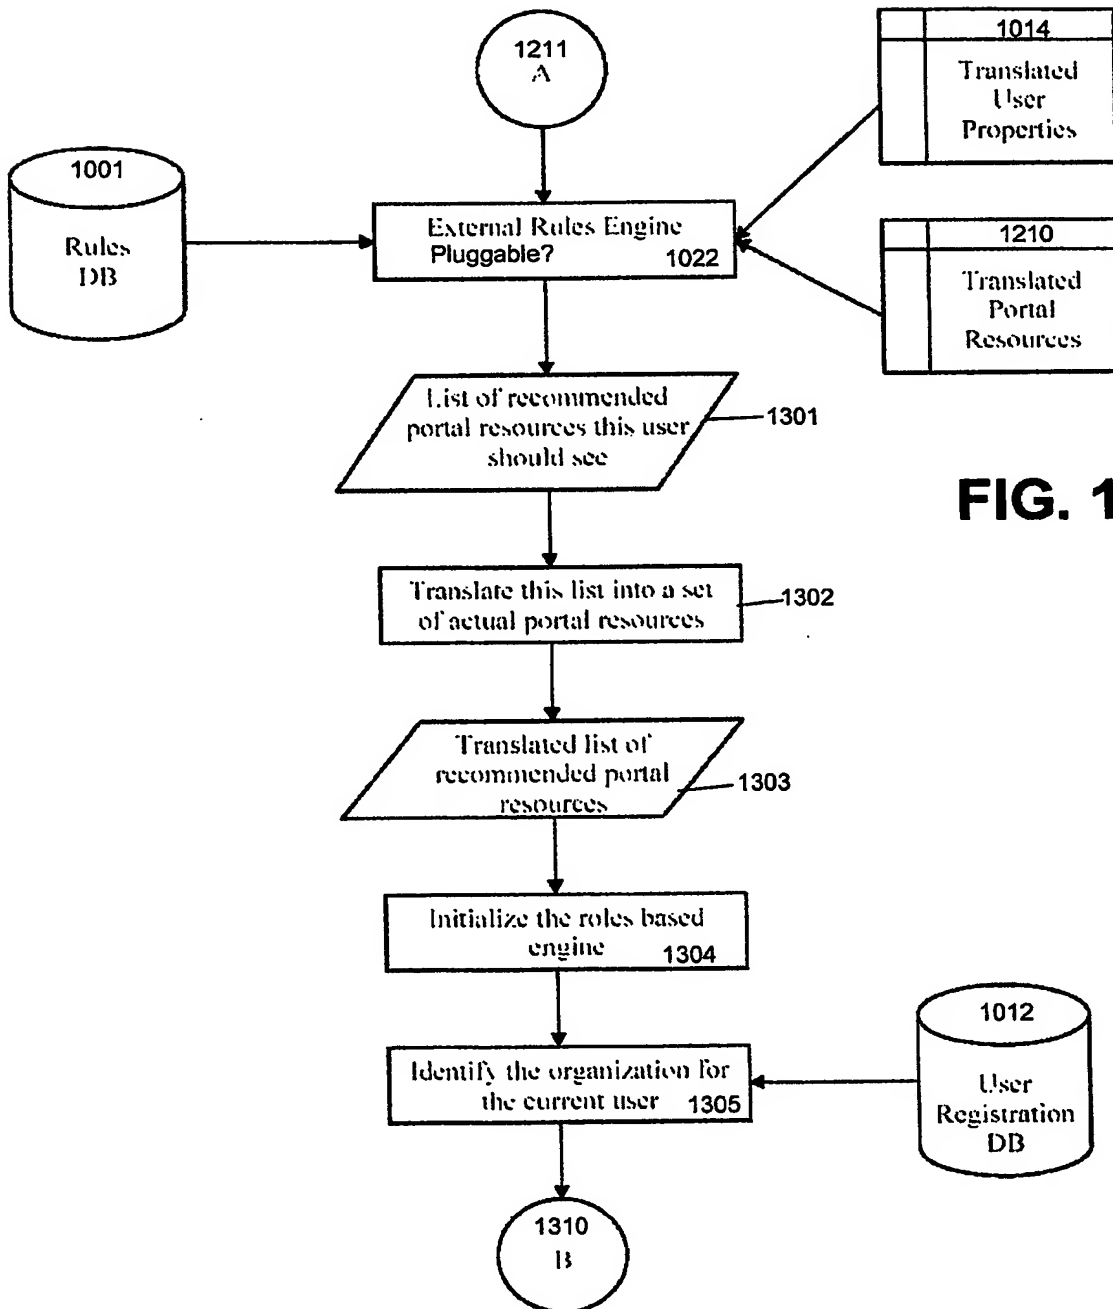 1211
A
1014
Translated
User
Properties
1001
Rules
DB
External Rules Engine
Pluggable? 1022
1210
Translated
Portal
Resources
List of recommended
portal resources this user
should see
1301
FIG. 1
Translate this list into a set
of actual portal resources
1302
Translated list of
recommended portal
resources
1303
Initialize the roles based
engine 1304
Identify the organization for
the current user 1305
1012
User
Registration
DB
1310
B